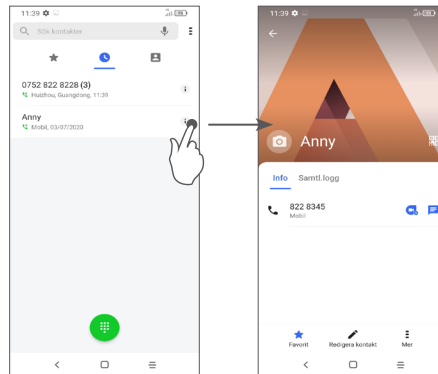 11:39
Sök kontakter
0752 822 8228 (3)
Huizhou, Guangdong, 11:39
Anny
Mobil, 03/07/2020
11:39
Anny
Info Samtl.logg
822 8345
Mobil
Favorit Redigera kontakt Mer